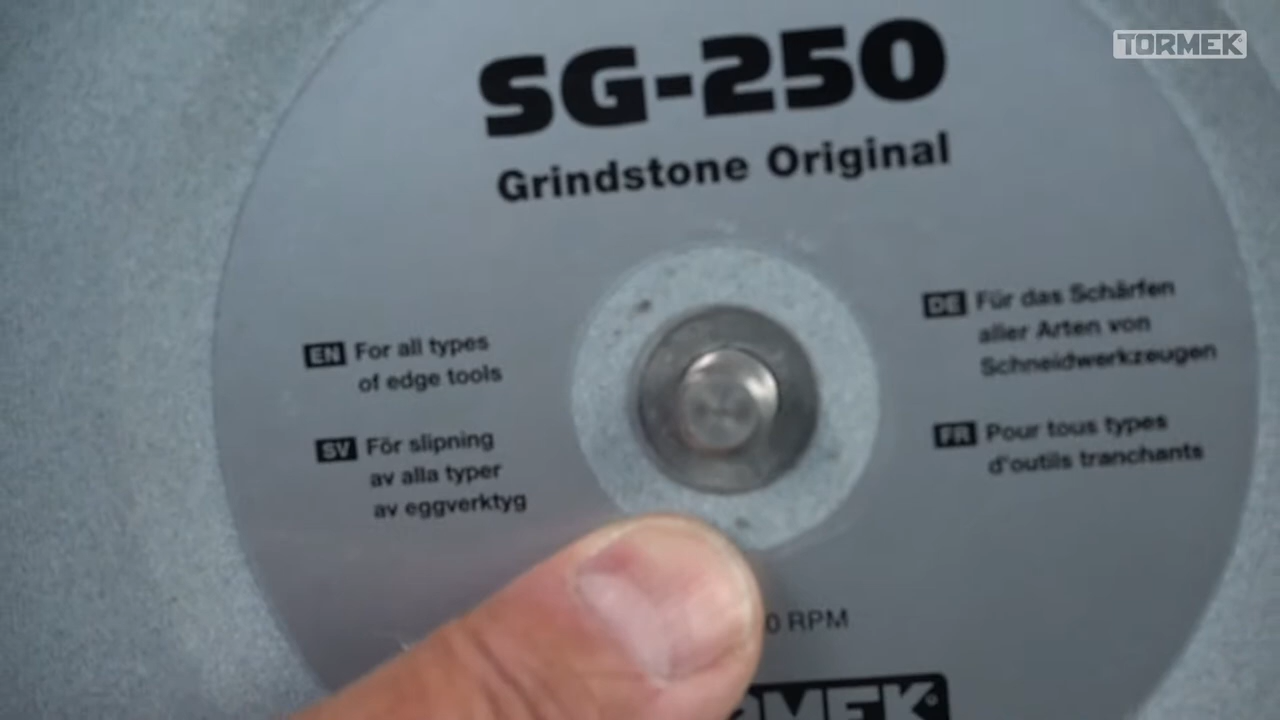 TORMEK
SG-250
Grindstone Original
EN For all types
of edge tools
SV För slipning
av alla typer
av eggverktyg
DE Für das Schärfen
aller Arten von
Schneidwerkzeugen
FR Pour tous types
d'outils tranchants
0 RPM